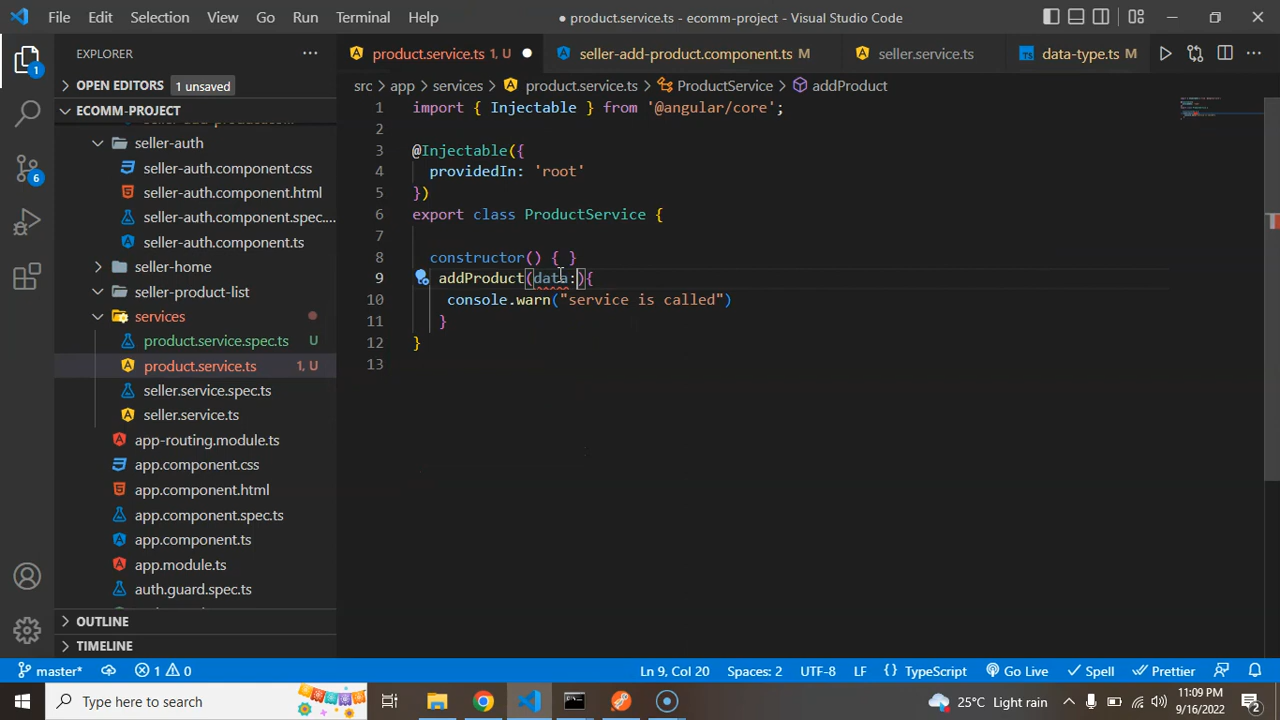 File Edit Selection View Go Run Terminal Help
● product.service.ts - ecomm-project - Visual Studio Code
EXPLORER
product.service.ts 1, U
seller-add-product.component.ts M
seller.service.ts
TS data-type.ts M
OPEN EDITORS 1 unsaved
src > app > services > product.service.ts > ProductService > addProduct
ECOMM-PROJECT
seller-auth
seller-auth.component.css
seller-auth.component.html
seller-auth.component.spec....
seller-auth.component.ts
seller-home
seller-product-list
services
product.service.spec.ts U
product.service.ts 1, U
seller.service.spec.ts
seller.service.ts
app-routing.module.ts
app.component.css
app.component.html
app.component.spec.ts
app.component.ts
app.module.ts
auth.guard.spec.ts
OUTLINE
TIMELINE
1
6
1 import { Injectable } from '@angular/core';
2
3 @Injectable({
4 providedIn: 'root'
5 })
6 export class ProductService {
7
8 constructor() { }
9 addProduct(data:){
10 console.warn("service is called")
11 }
12 }
13
master* 1 0 Ln 9, Col 20 Spaces: 2 UTF-8 LF { } TypeScript Go Live Spell Prettier
Type here to search
25°C Light rain
11:09 PM
9/16/2022
2